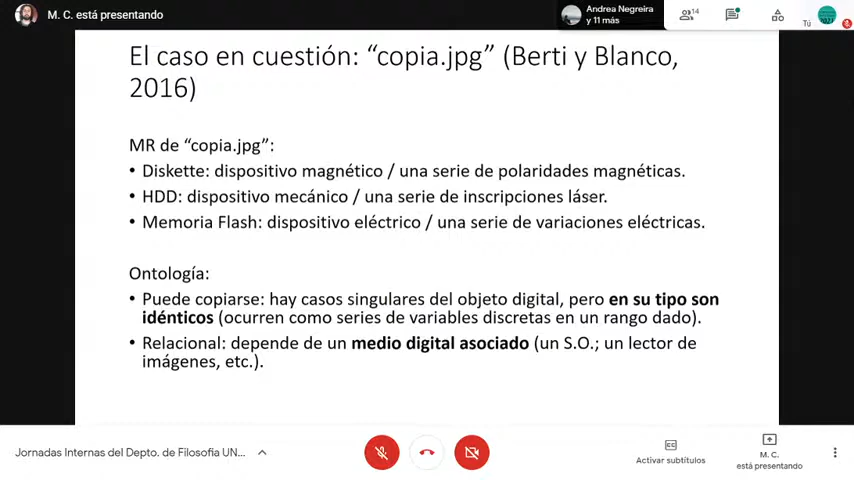 M. C. está presentando
Andrea Negreira
y 11 más
14
Tú
El caso en cuestión: “copia.jpg” (Berti y Blanco,
2016)
MR de “copia.jpg”:
• Diskette: dispositivo magnético / una serie de polaridades magnéticas.
• HDD: dispositivo mecánico / una serie de inscripciones láser.
• Memoria Flash: dispositivo eléctrico / una serie de variaciones eléctricas.
Ontología:
• Puede copiarse: hay casos singulares del objeto digital, pero en su tipo son
idénticos (ocurren como series de variables discretas en un rango dado).
• Relacional: depende de un medio digital asociado (un S.O.; un lector de
imágenes, etc.).
Jornadas Internas del Depto. de Filosofia UN...
Activar subtítulos
M. C.
está presentando